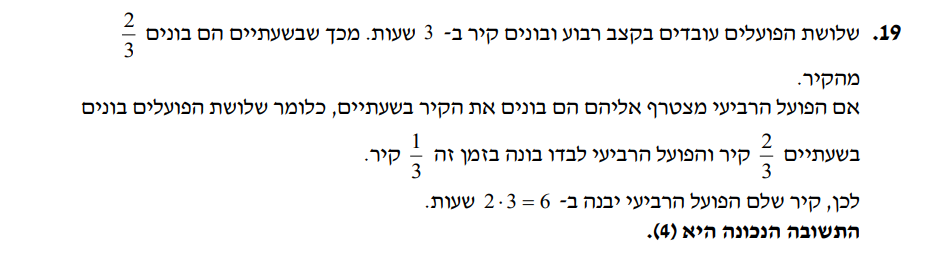 19. שלושת הפועלים עובדים בקצב רבוע ובונים קיר ב- 3 שעות. מכך שבשעתיים הם בונים 2/3
מהקיר.
אם הפועל הרביעי מצטרף אליהם הם בונים את הקיר בשעתיים, כלומר שלושת הפועלים בונים
בשעתיים 2/3 קיר והפועל הרביעי לבדו בונה בזמן זה 1/3 קיר.
לכן, קיר שלם הפועל הרביעי יבנה ב- 2·3 = 6 שעות.
התשובה הנכונה היא (4).